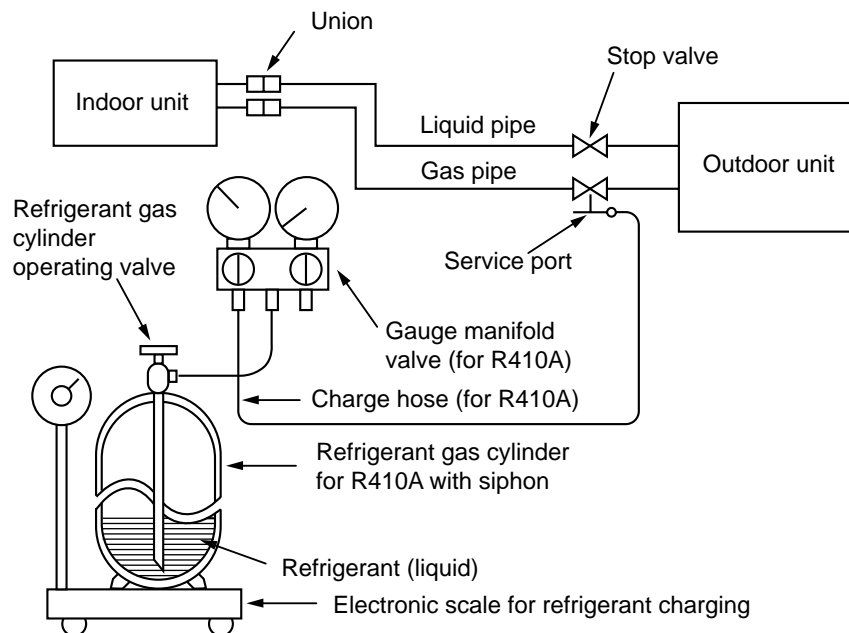 Union
Stop valve
Indoor unit
Liquid pipe
Gas pipe
Outdoor unit
Refrigerant gas
cylinder
operating valve
Service port
Gauge manifold
valve (for R410A)
Charge hose (for R410A)
Refrigerant gas cylinder
for R410A with siphon
Refrigerant (liquid)
Electronic scale for refrigerant charging